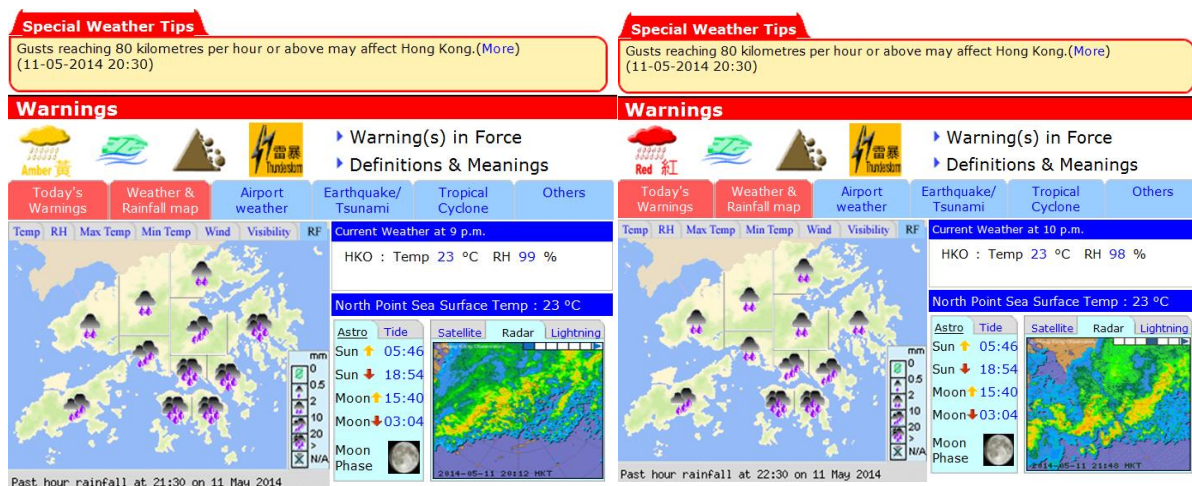 Special Weather Tips
Gusts reaching 80 kilometres per hour or above may affect Hong Kong.(More)
(11-05-2014 20:30)
Warnings
Amber 黃
雷暴
Thunderstorm
Warning(s) in Force
Definitions & Meanings
Today's Warnings
Weather & Rainfall map
Airport weather
Earthquake/ Tsunami
Tropical Cyclone
Others
Temp RH Max Temp Min Temp Wind Visibility RF
Current Weather at 9 p.m.
HKO : Temp 23 ºC RH 99 %
North Point Sea Surface Temp : 23 ºC
Astro Tide
Satellite Radar Lightning
Sun 05:46
Sun 18:54
Moon 15:40
Moon 03:04
Moon
Phase
mm
0
0.5
2
10
20
>
N/A
2014-05-11 20:12 HKT
Past hour rainfall at 21:30 on 11 May 2014
Special Weather Tips
Gusts reaching 80 kilometres per hour or above may affect Hong Kong.(More)
(11-05-2014 20:30)
Warnings
Red 紅
雷暴
Thunderstorm
Warning(s) in Force
Definitions & Meanings
Today's Warnings
Weather & Rainfall map
Airport weather
Earthquake/ Tsunami
Tropical Cyclone
Others
Temp RH Max Temp Min Temp Wind Visibility RF
Current Weather at 10 p.m.
HKO : Temp 23 ºC RH 98 %
North Point Sea Surface Temp : 23 ºC
Astro Tide
Satellite Radar Lightning
Sun 05:46
Sun 18:54
Moon 15:40
Moon 03:04
Moon
Phase
mm
0
0.5
2
10
20
>
N/A
2014-05-11 21:48 HKT
Past hour rainfall at 22:30 on 11 May 2014